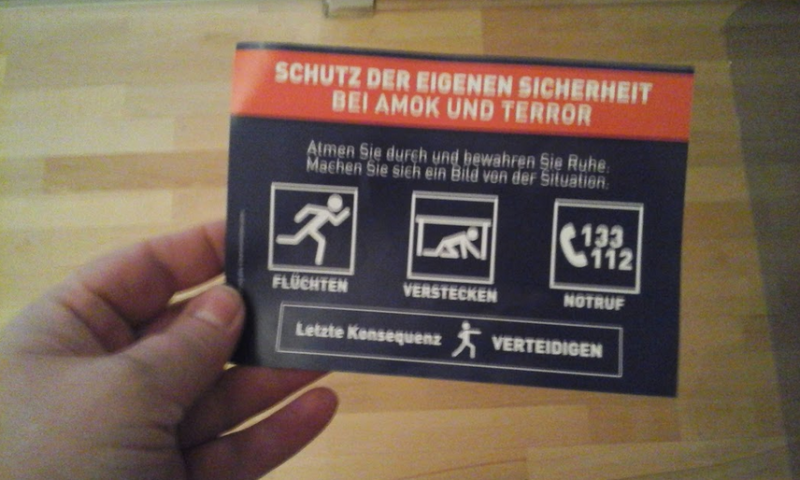 SCHUTZ DER EIGENEN SICHERHEIT
BEI AMOK UND TERROR
Atmen Sie durch und bewahren Sie Ruhe.
Machen Sie sich ein Bild von der Situation.
133
112
FLÜCHTEN
VERSTECKEN
NOTRUF
Letzte Konsequenz VERTEIDIGEN